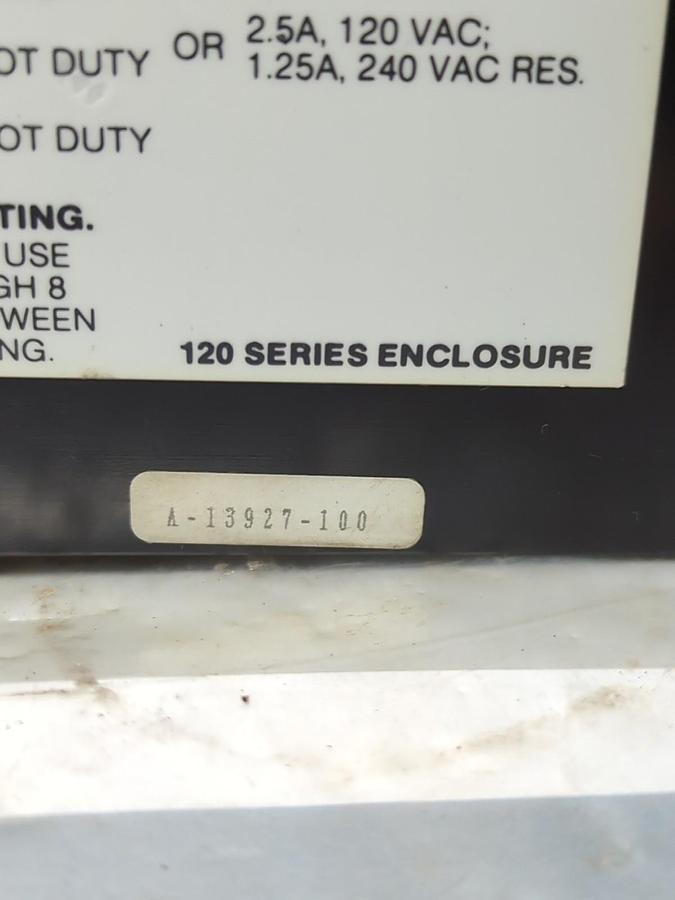 OT DUTY OR 2.5A, 120 VAC;
1.25A, 240 VAC RES.
OT DUTY
TING.
USE
GH 8
WEEN
NG.
120 SERIES ENCLOSURE
A-13927-100